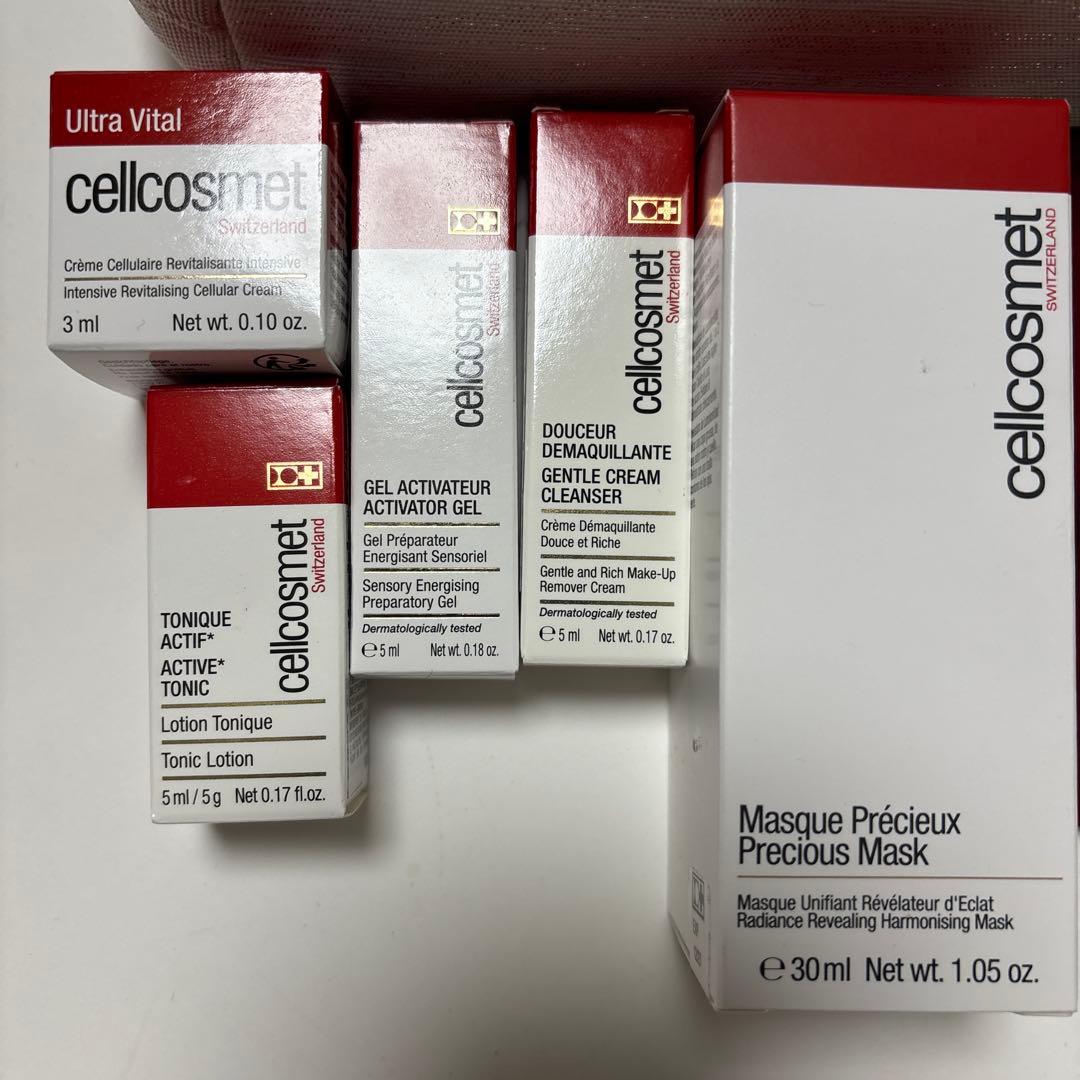 Ultra Vital
cellcosmet
Switzerland
Crème Cellulaire Revitalisante Intensive
Intensive Revitalising Cellular Cream
3 ml Net wt. 0.10 oz.
cellcosmet
Switzerland
TONIQUE
ACTIF*
ACTIVE*
TONIC
Lotion Tonique
Tonic Lotion
5 ml / 5 g Net 0.17 fl.oz.
cellcosmet
Switzerland
GEL ACTIVATEUR
ACTIVATOR GEL
Gel Préparateur
Energisant Sensoriel
Sensory Energising
Preparatory Gel
Dermatologically tested
℮ 5 ml Net wt. 0.18 oz.
cellcosmet
Switzerland
DOUCEUR
DEMAQUILLANTE
GENTLE CREAM
CLEANSER
Crème Démaquillante
Douce et Riche
Gentle and Rich Make-Up
Remover Cream
Dermatologically tested
℮ 5 ml Net wt. 0.17 oz.
cellcosmet
SWITZERLAND
Masque Précieux
Precious Mask
Masque Unifiant Révélateur d'Eclat
Radiance Revealing Harmonising Mask
℮ 30 ml Net wt. 1.05 oz.